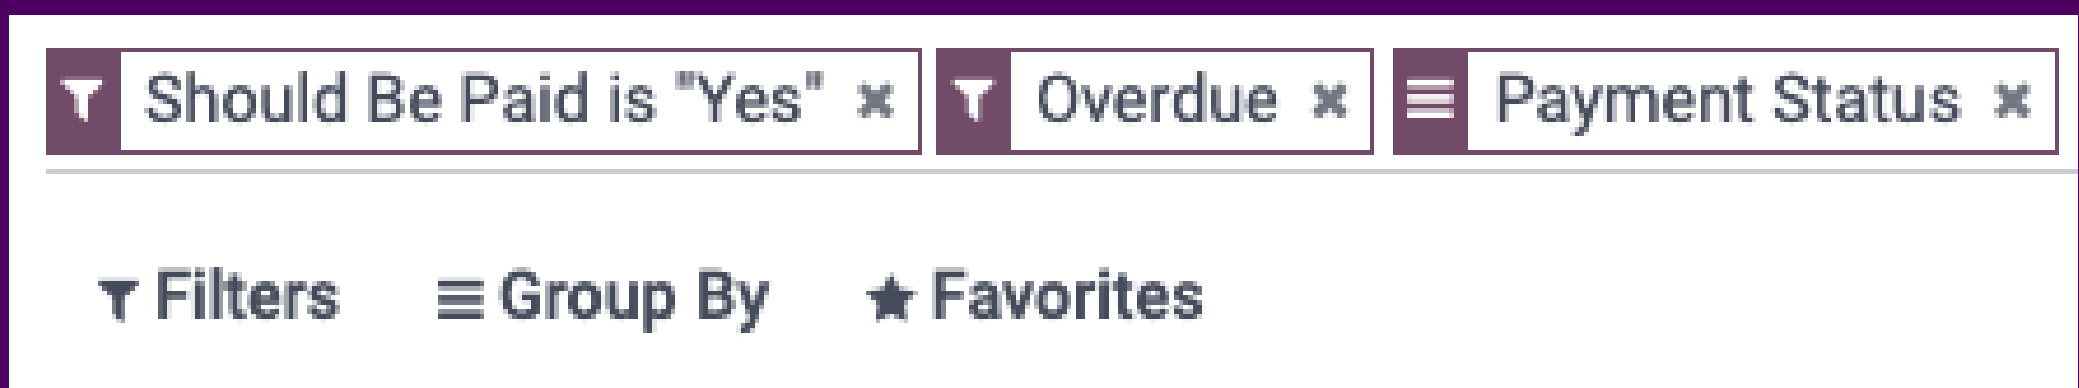 Should Be Paid is "Yes" Overdue Payment Status
Filters Group By Favorites